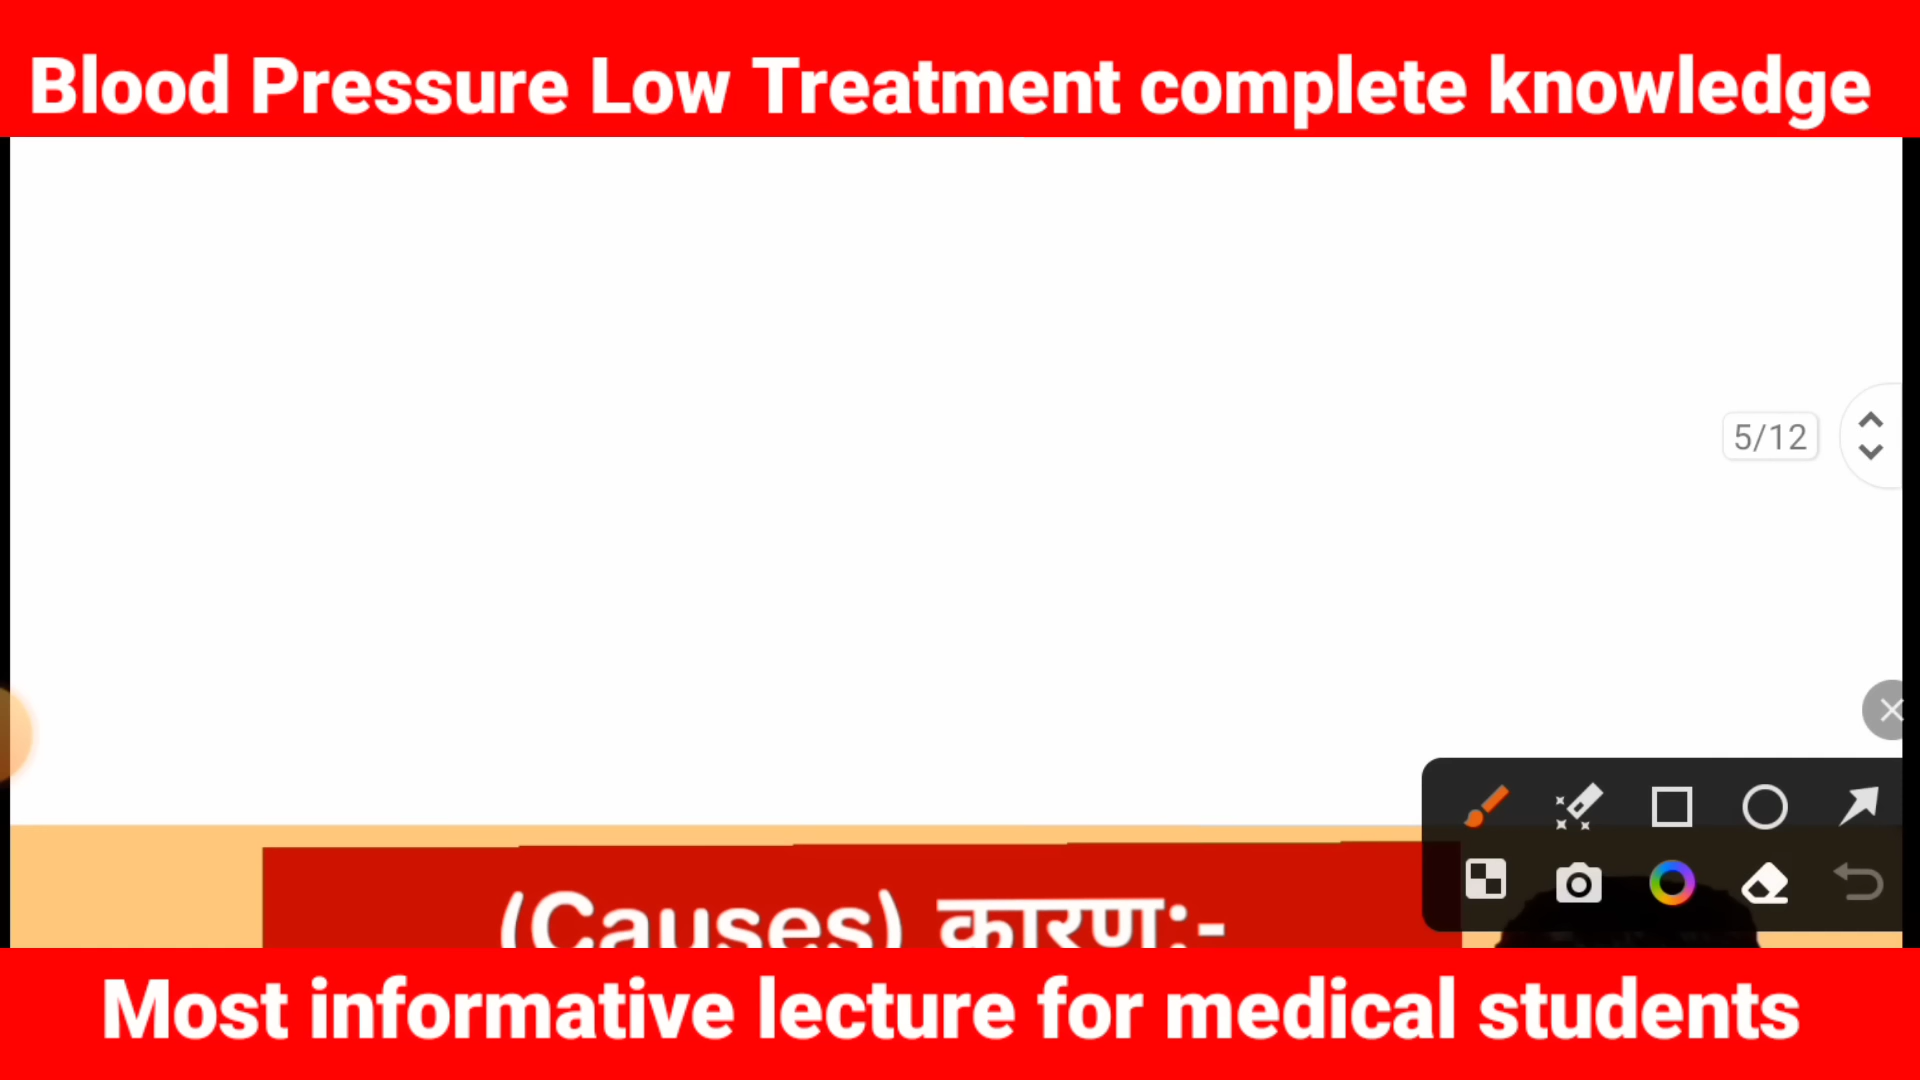 Blood Pressure Low Treatment complete knowledge
5/12
(Causes) कारण:-
Most informative lecture for medical students